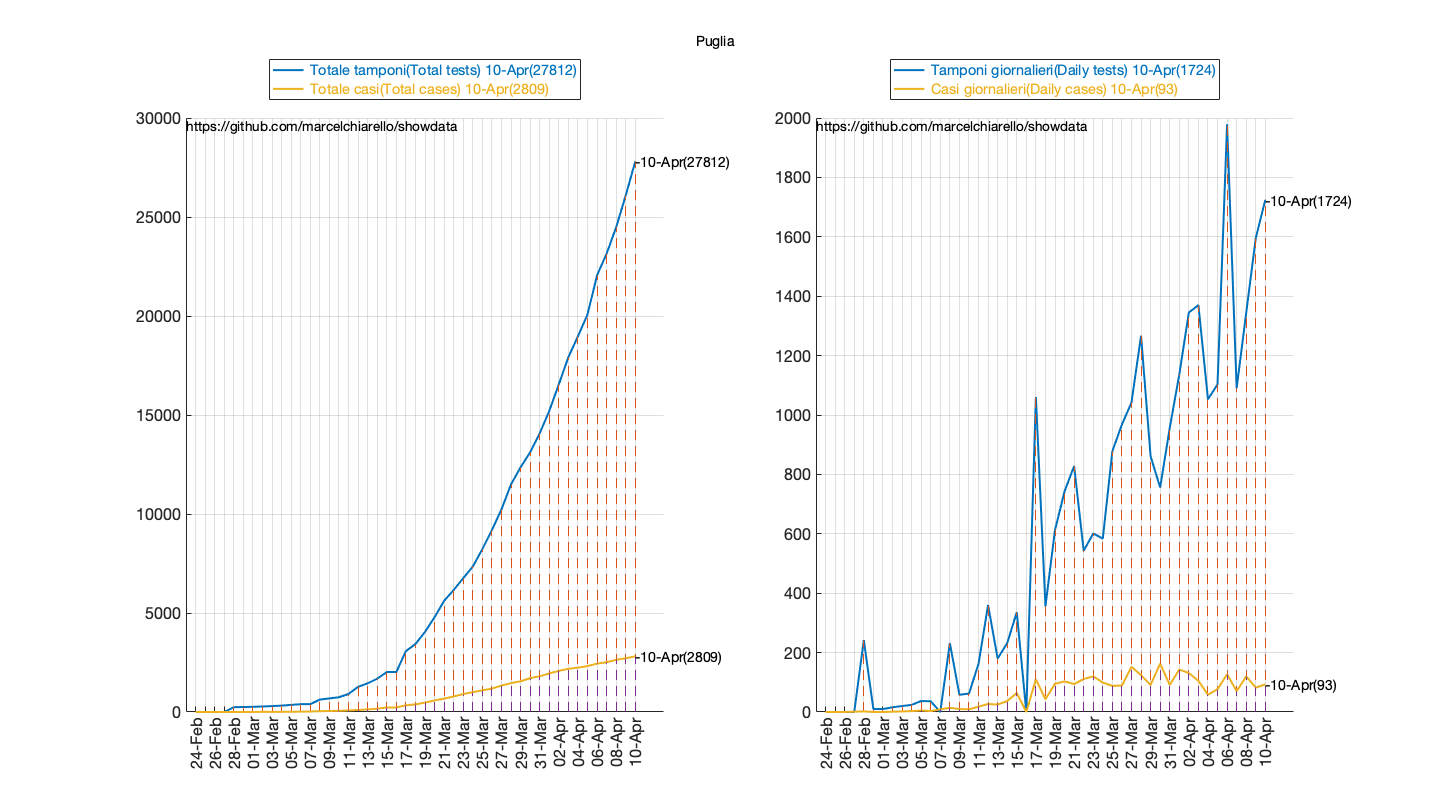 Puglia
Totale tamponi(Total tests) 10-Apr(27812)
Totale casi(Total cases) 10-Apr(2809)
https://github.com/marcelchiarello/showdata
30000
25000
20000
15000
10000
5000
0
10-Apr(27812)
10-Apr(2809)
24-Feb
26-Feb
28-Feb
01-Mar
03-Mar
05-Mar
07-Mar
09-Mar
11-Mar
13-Mar
15-Mar
17-Mar
19-Mar
21-Mar
23-Mar
25-Mar
27-Mar
29-Mar
31-Mar
02-Apr
04-Apr
06-Apr
08-Apr
10-Apr
Tamponi giornalieri(Daily tests) 10-Apr(1724)
Casi giornalieri(Daily cases) 10-Apr(93)
https://github.com/marcelchiarello/showdata
2000
1800
1600
1400
1200
1000
800
600
400
200
0
10-Apr(1724)
10-Apr(93)
24-Feb
26-Feb
28-Feb
01-Mar
03-Mar
05-Mar
07-Mar
09-Mar
11-Mar
13-Mar
15-Mar
17-Mar
19-Mar
21-Mar
23-Mar
25-Mar
27-Mar
29-Mar
31-Mar
02-Apr
04-Apr
06-Apr
08-Apr
10-Apr